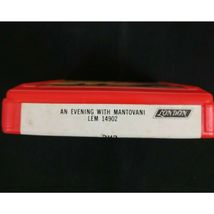 AN EVENING WITH MANTOVANI
LEM 14902
LONDON